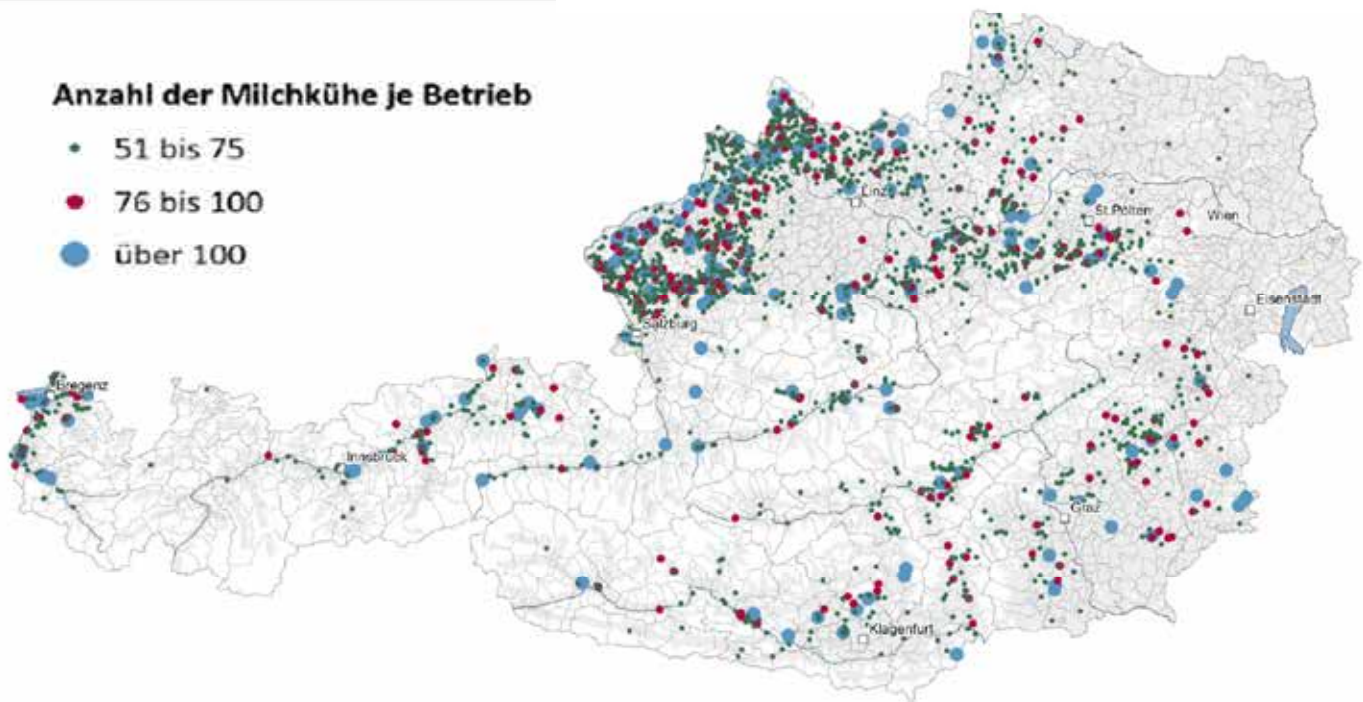 Anzahl der Milchkühe je Betrieb
51 bis 75
76 bis 100
über 100
Linz
St.Pölten
Wien
Eisenstadt
Salzburg
Bregenz
Innsbruck
Graz
Klagenfurt